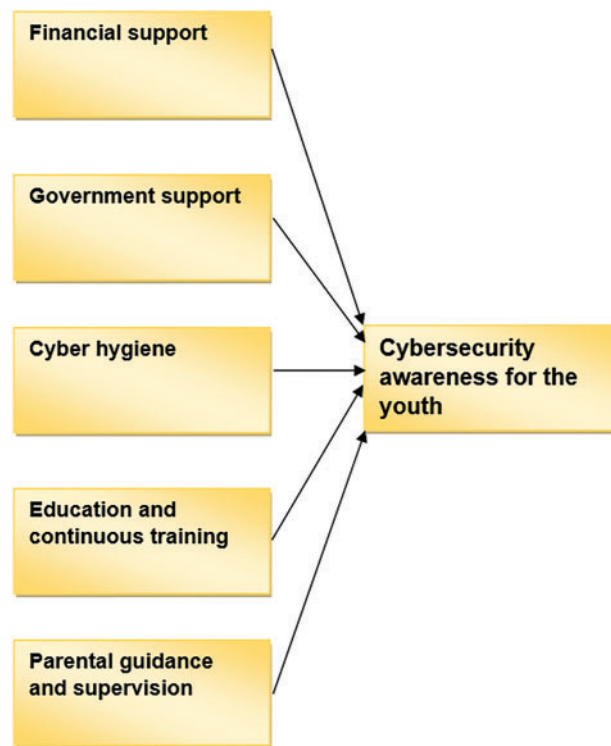 Financial support
Government support
Cyber hygiene
Cybersecurity
awareness for the
youth
Education and
continuous training
Parental guidance
and supervision